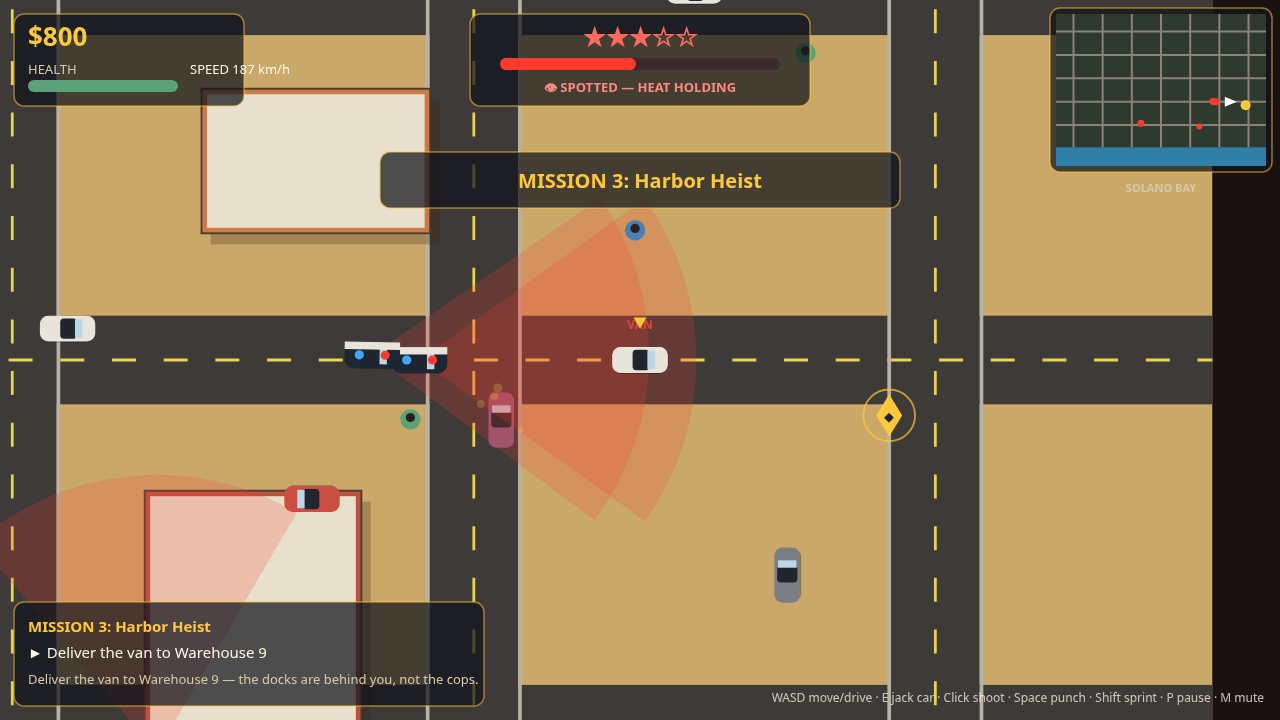 $800
HEALTH
SPEED 187 km/h
★★★☆☆
👁 SPOTTED — HEAT HOLDING
MISSION 3: Harbor Heist
SOLANO BAY
VAN
MISSION 3: Harbor Heist
► Deliver the van to Warehouse 9
Deliver the van to Warehouse 9 — the docks are behind you, not the cops.
WASD move/drive · E jack car · Click shoot · Space punch · Shift sprint · P pause · M mute